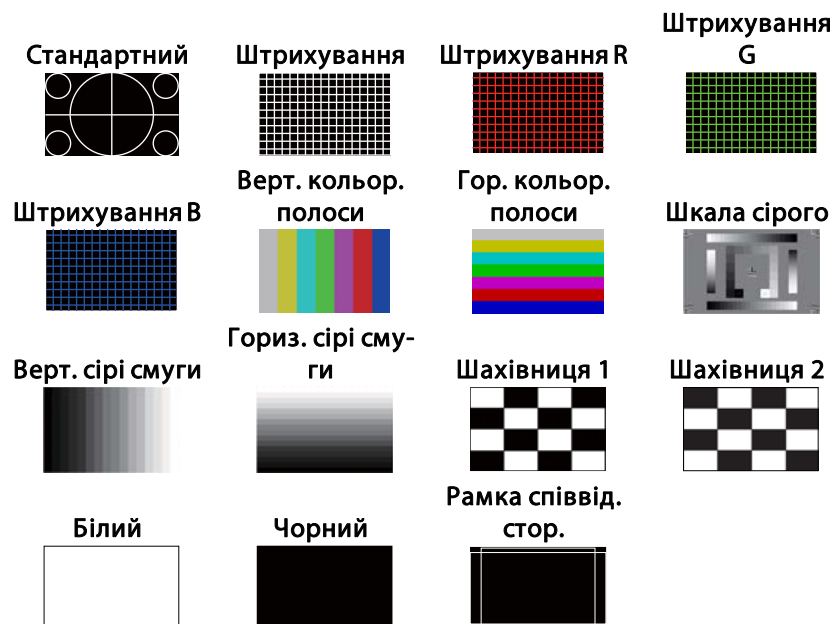 Стандартний
Штрихування
Штрихування R
Штрихування
G
Штрихування B
Верт. кольор.
полоси
Гор. кольор.
полоси
Шкала сірого
Верт. сірі смуги
Гориз. сірі сму-
ги
Шахівниця 1
Шахівниця 2
Білий
Чорний
Рамка співвід.
стор.